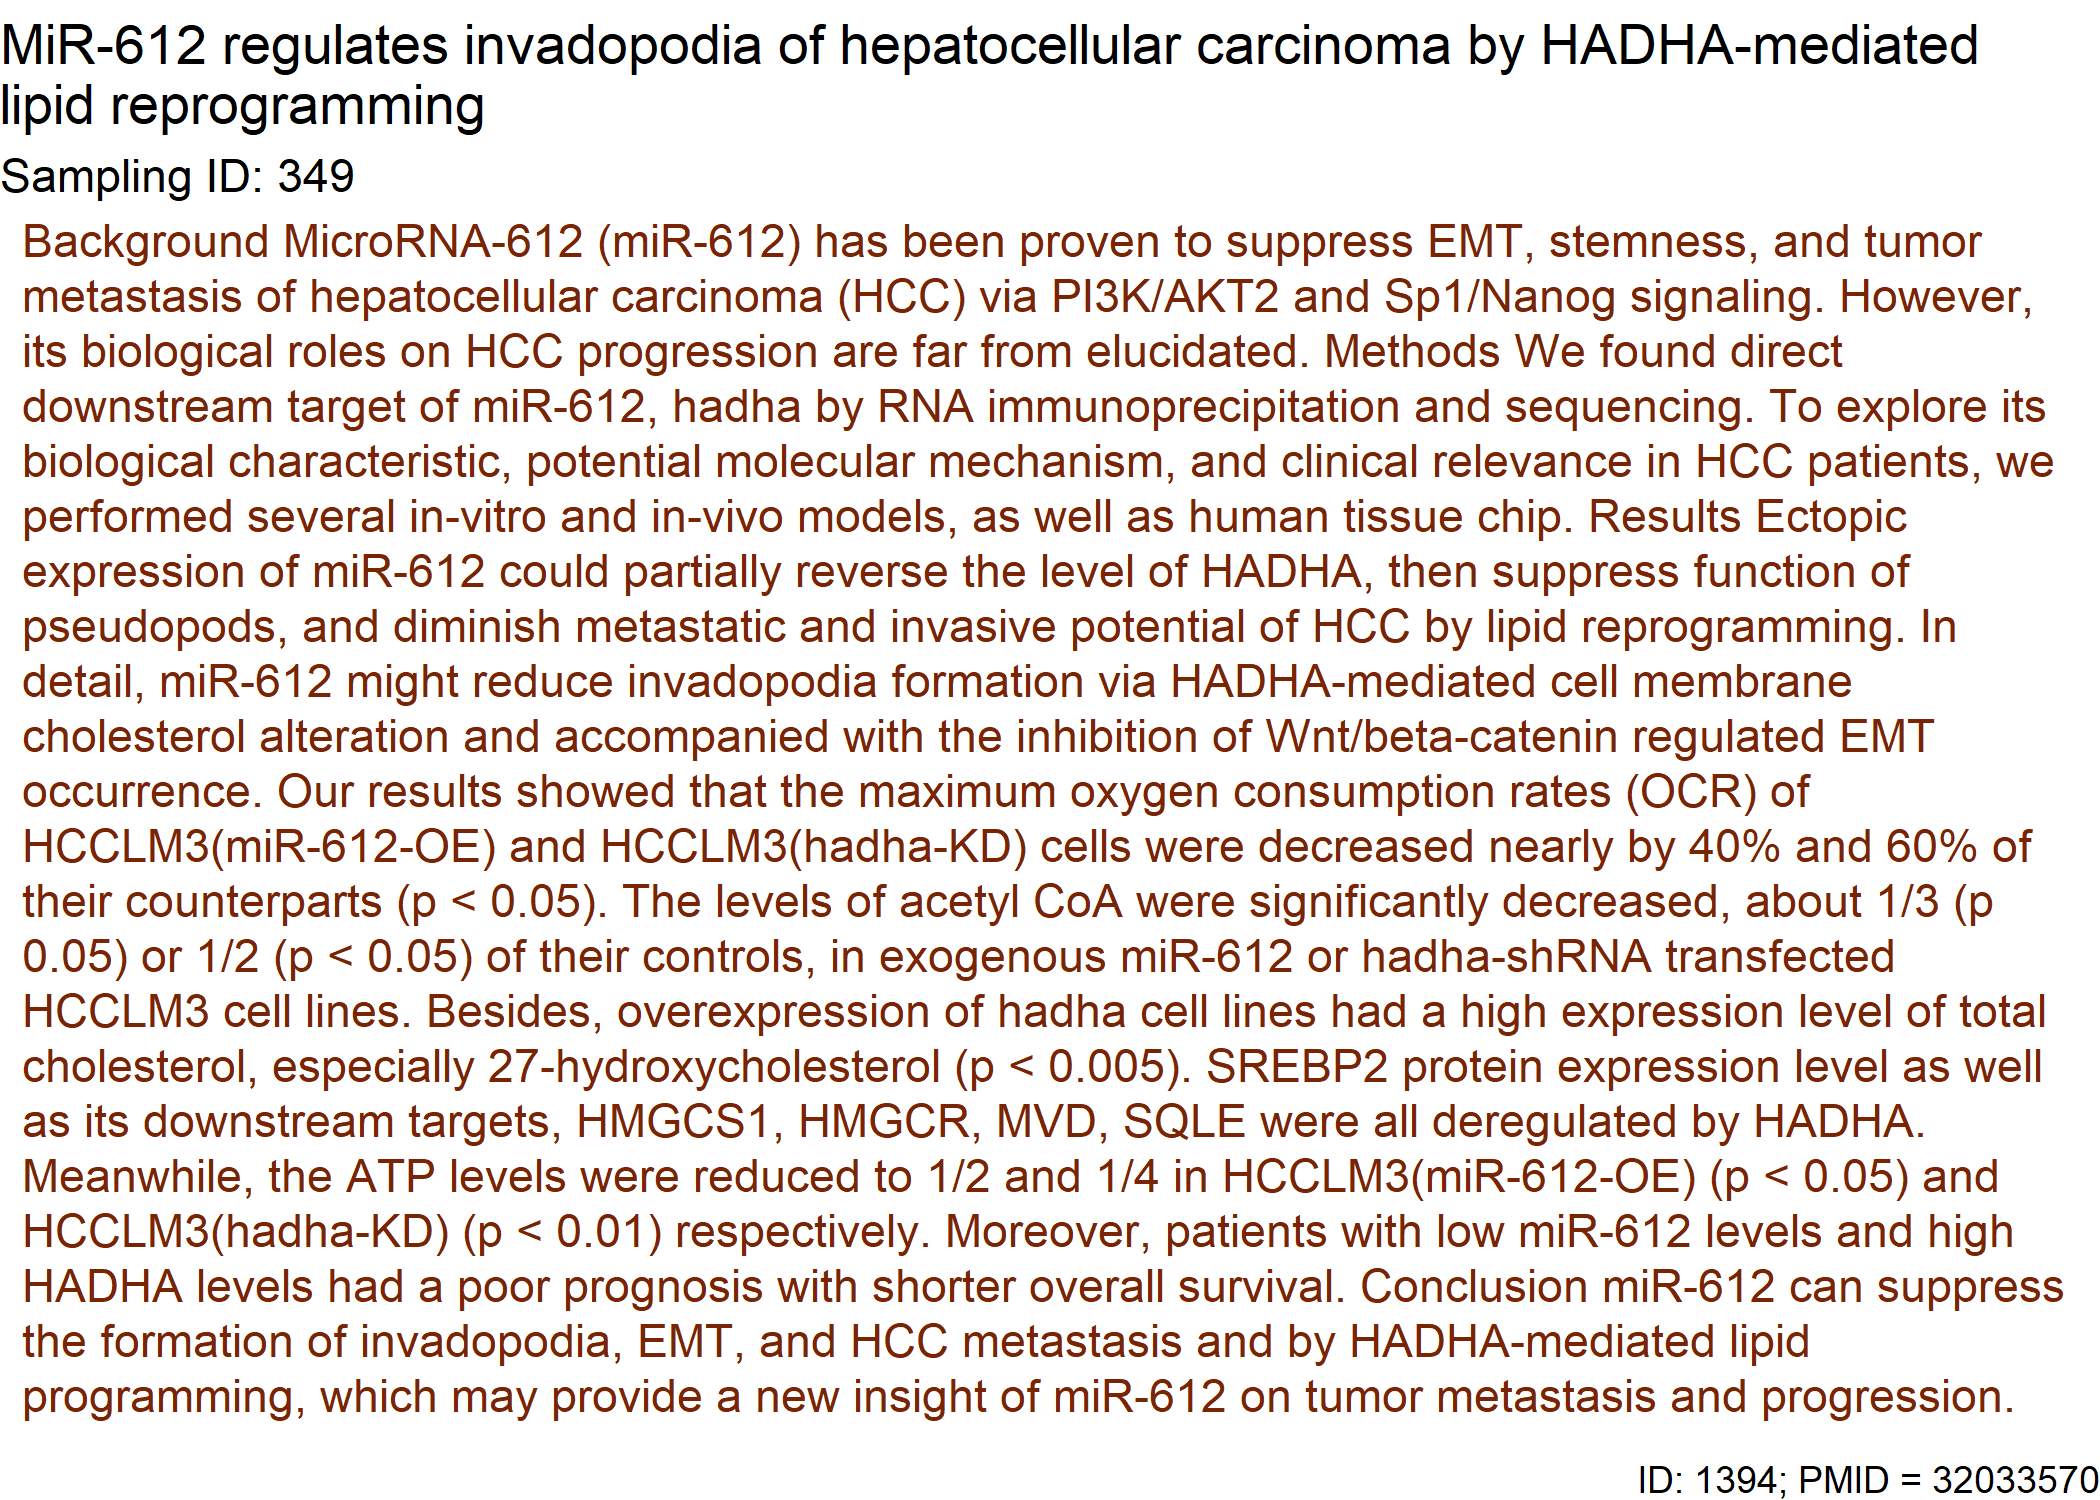 MiR-612 regulates invadopodia of hepatocellular carcinoma by HADHA-mediated
lipid reprogramming
Sampling ID: 349
Background MicroRNA-612 (miR-612) has been proven to suppress EMT, stemness, and tumor
metastasis of hepatocellular carcinoma (HCC) via PI3K/AKT2 and Sp1/Nanog signaling. However,
its biological roles on HCC progression are far from elucidated. Methods We found direct
downstream target of miR-612, hadha by RNA immunoprecipitation and sequencing. To explore its
biological characteristic, potential molecular mechanism, and clinical relevance in HCC patients, we
performed several in-vitro and in-vivo models, as well as human tissue chip. Results Ectopic
expression of miR-612 could partially reverse the level of HADHA, then suppress function of
pseudopods, and diminish metastatic and invasive potential of HCC by lipid reprogramming. In
detail, miR-612 might reduce invadopodia formation via HADHA-mediated cell membrane
cholesterol alteration and accompanied with the inhibition of Wnt/beta-catenin regulated EMT
occurrence. Our results showed that the maximum oxygen consumption rates (OCR) of
HCCLM3(miR-612-OE) and HCCLM3(hadha-KD) cells were decreased nearly by 40% and 60% of
their counterparts (p < 0.05). The levels of acetyl CoA were significantly decreased, about 1/3 (p
0.05) or 1/2 (p < 0.05) of their controls, in exogenous miR-612 or hadha-shRNA transfected
HCCLM3 cell lines. Besides, overexpression of hadha cell lines had a high expression level of total
cholesterol, especially 27-hydroxycholesterol (p < 0.005). SREBP2 protein expression level as well
as its downstream targets, HMGCS1, HMGCR, MVD, SQLE were all deregulated by HADHA.
Meanwhile, the ATP levels were reduced to 1/2 and 1/4 in HCCLM3(miR-612-OE) (p < 0.05) and
HCCLM3(hadha-KD) (p < 0.01) respectively. Moreover, patients with low miR-612 levels and high
HADHA levels had a poor prognosis with shorter overall survival. Conclusion miR-612 can suppress
the formation of invadopodia, EMT, and HCC metastasis and by HADHA-mediated lipid
programming, which may provide a new insight of miR-612 on tumor metastasis and progression.
ID: 1394; PMID = 32033570